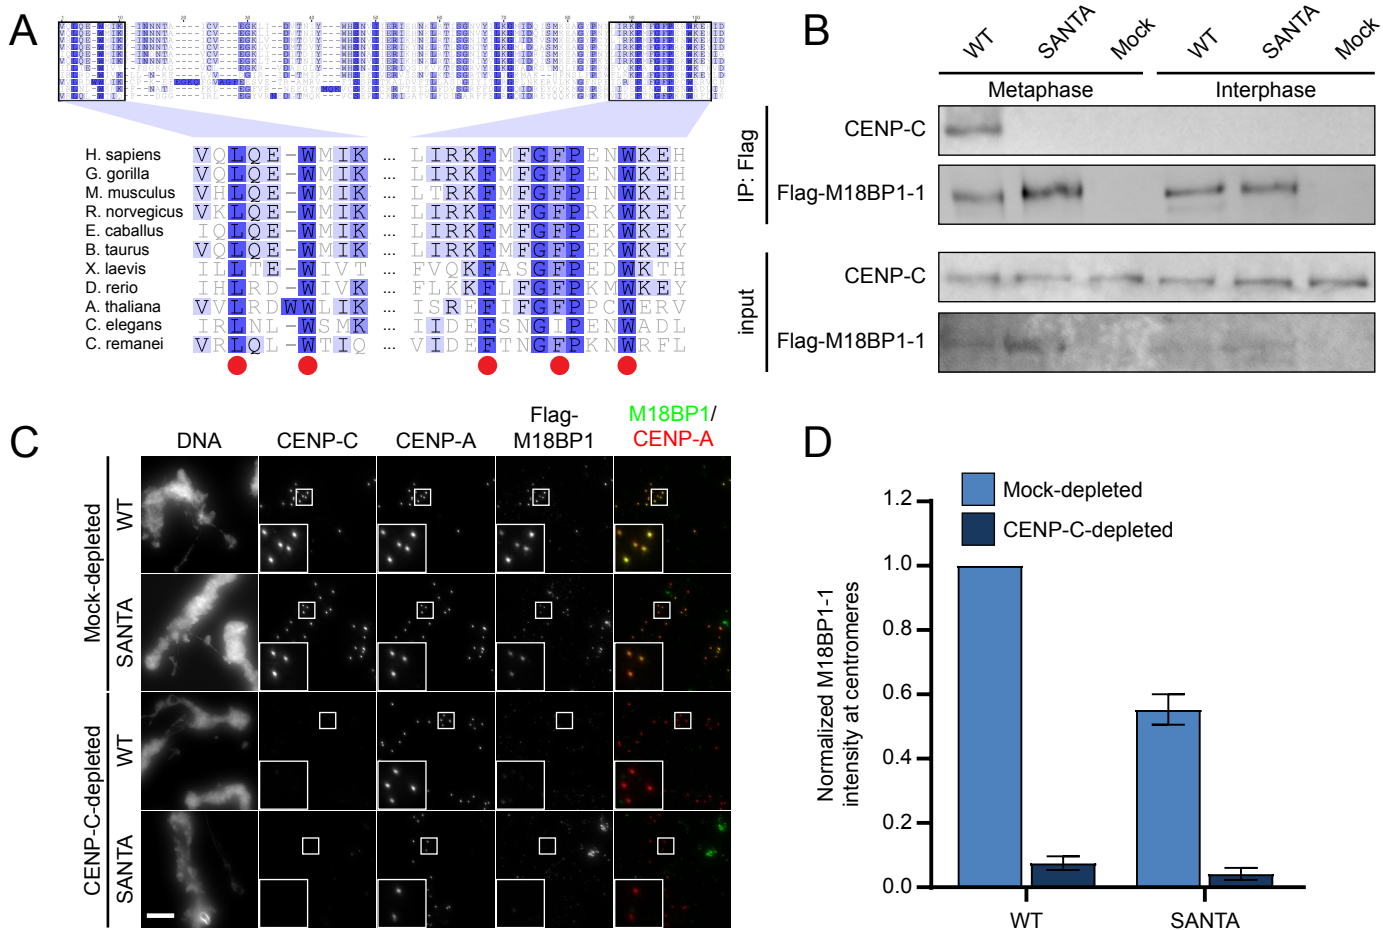 A
H. sapiens VQLQE-WMIK ... LIRKFMFGFPENWKEH
G. gorilla VQLQE-WMIK ... LIRKFMFGFPENWKEH
M. musculus VHLQE-WMIK ... LTRKFMFGFPHNWKEH
R. norvegicus VKLQE-WMIK ... LIRKFMFGFPRKWKEY
E. caballus IQLQE-WMIK ... LIRKFMFGFPEKWKEY
B. taurus VQLQE-WMIK ... LIRKFMFGFPEKWKEY
X. laevis ILLTE-WIVT ... FVQKFASGFPEDWKTH
D. rerio IHLRD-WIVK ... FLKKFLFGFPKMWKEY
A. thaliana VVLRDWWLIK ... ISREFLFGFPPCWERV
C. elegans IRLNL-WSMK ... IIDEFSNGIPENWADL
C. remanei VRLQL-WTIQ ... VIDEFTNGFPKNWRFL
B
WT SANTA Mock WT SANTA Mock
Metaphase Interphase
IP: Flag
CENP-C
Flag-M18BP1-1
input
CENP-C
Flag-M18BP1-1
C
DNA CENP-C CENP-A Flag-M18BP1 M18BP1/CENP-A
Mock-depleted
WT
SANTA
CENP-C-depleted
WT
SANTA
D
Mock-depleted
CENP-C-depleted
Normalized M18BP1-1
intensity at centromeres
1.2
1.0
0.8
0.6
0.4
0.2
0.0
WT SANTA